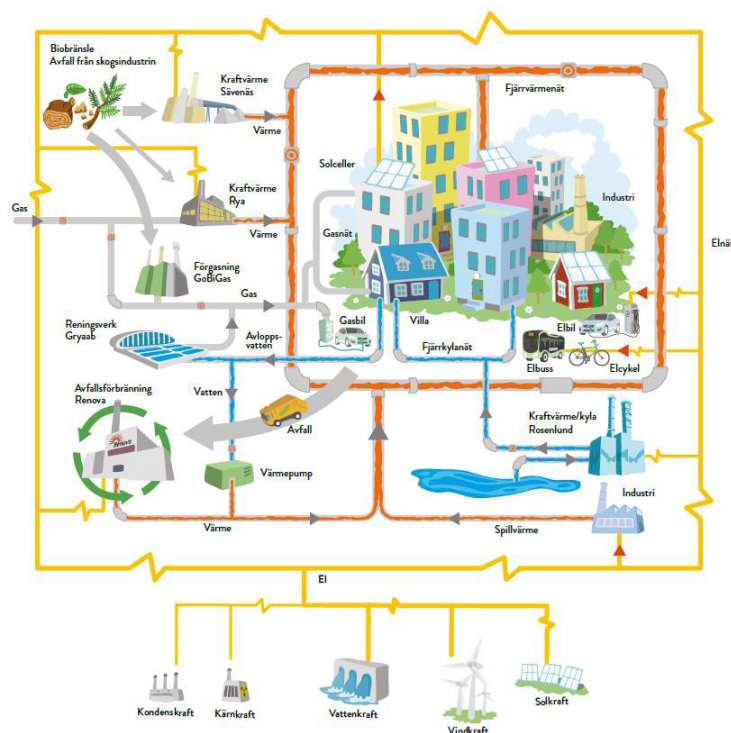 Biobränsle
Avfall från skogsindustrin
Kraftvärme
Sävenäs
Värme
Fjrrvärmenät
Solceller
Gas
Kraftvärme
Rya
Värme
Gasnät
Industri
Elnät
Förgasning
GoBiGas
Gas
Reningsverk
Gryaab
Avlopps-
vatten
Gasbil
Villa
Elbil
Fjärrkylanät
Elbuss
Elcykel
Avfallsförbränning
Renova
Vatten
Avfall
Kraftvärme/kyla
Rosenlund
Renova
Värmepump
Industri
Värme
Spillvärme
El
Kondenskraft
Kärnkraft
Vattenkraft
Vindkraft
Solkraft